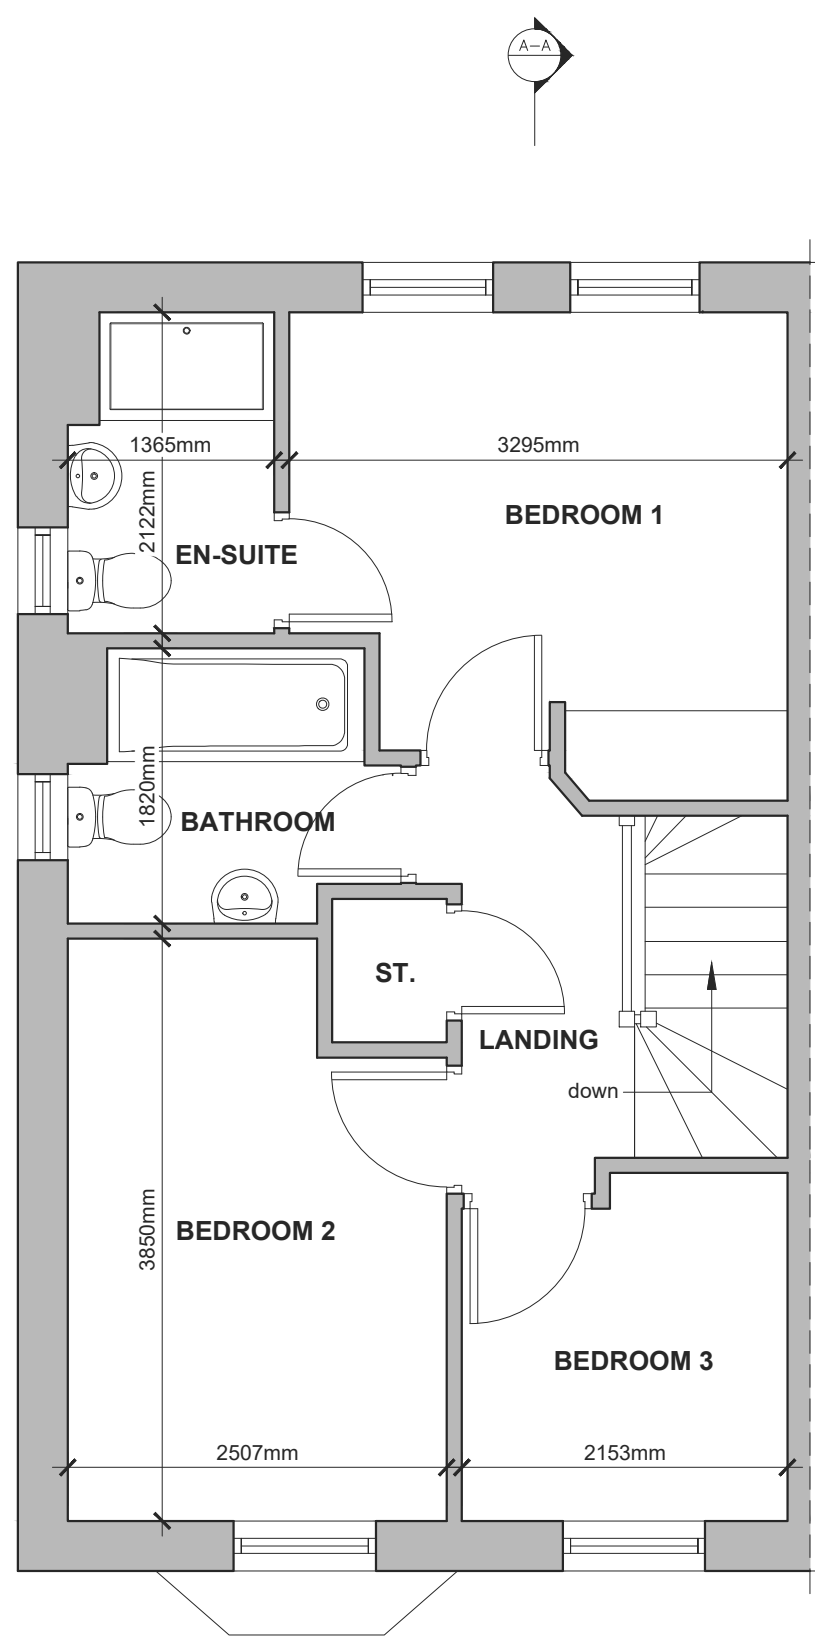 A-A
1365mm
3295mm
2122mm
BEDROOM 1
EN-SUITE
1820mm
BATHROOM
ST.
LANDING
down
3850mm
BEDROOM 2
BEDROOM 3
2507mm
2153mm